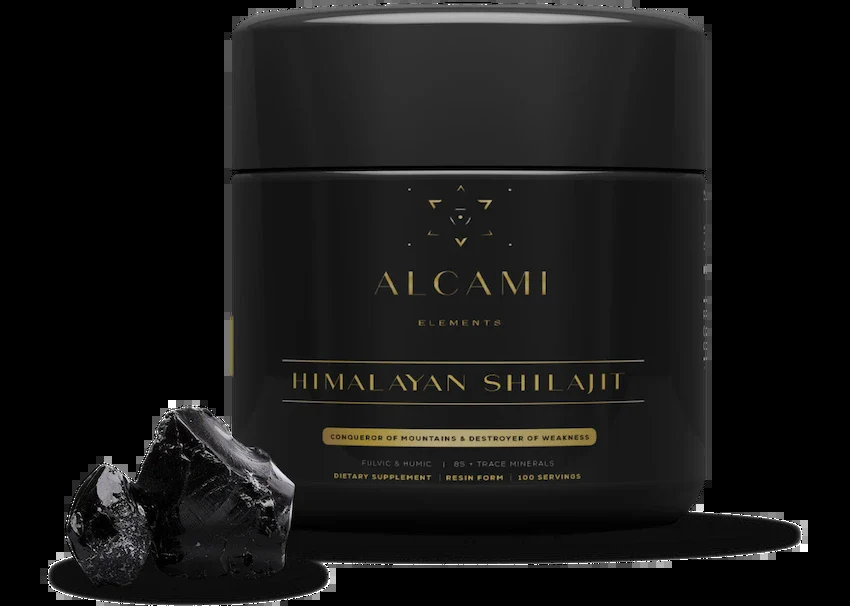 ALCAMI
ELEMENTS
HIMALAYAN SHILAJIT
CONQUEROR OF MOUNTAINS & DESTROYER OF WEAKNESS
FULVIC & HUMIC | 85 + TRACE MINERALS
DIETARY SUPPLEMENT | RESIN FORM | 100 SERVINGS